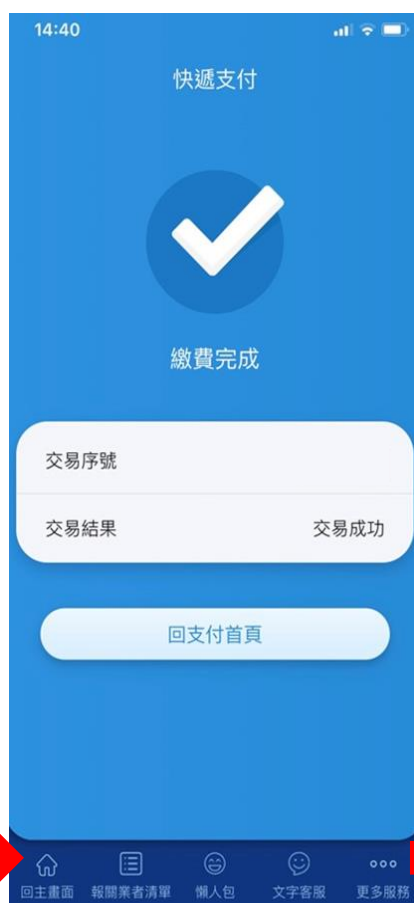 14:40
快遞支付
繳費完成
交易序號
交易結果 交易成功
回支付首頁
回主畫面 報關業者清單 懶人包 文字客服 更多服務